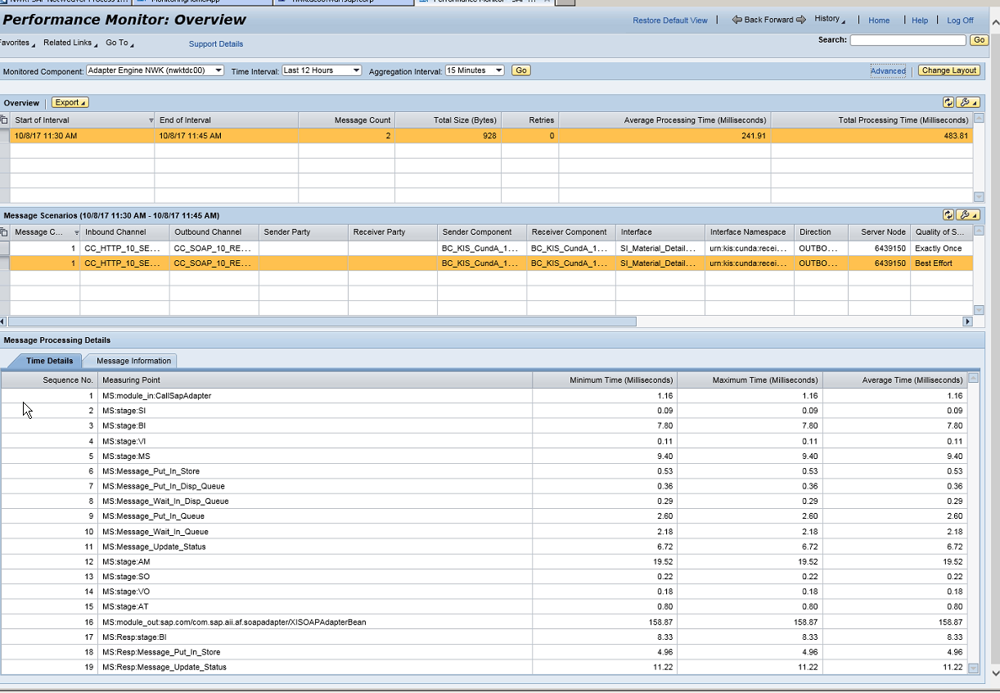 Performance Monitor: Overview
Restore Default View Back Forward History Home Help Log Off
Favorites Related Links Go To Support Details Search: Go
Monitored Component: Adapter Engine NWK (nwktdc00) Time Interval: Last 12 Hours Aggregation Interval: 15 Minutes Go Advanced Change Layout
Overview Export
Start of Interval End of Interval Message Count Total Size (Bytes) Retries Average Processing Time (Milliseconds) Total Processing Time (Milliseconds)
10/8/17 11:30 AM 10/8/17 11:45 AM 2 928 0 241.91 483.81
Message Scenarios (10/8/17 11:30 AM - 10/8/17 11:45 AM)
Message C... Inbound Channel Outbound Channel Sender Party Receiver Party Sender Component Receiver Component Interface Interface Namespace Direction Server Node Quality of S...
1 CC_HTTP_10_SE... CC_SOAP_10_RE... BC_KIS_CundA_1... BC_KIS_CundA_1... SI_Material_Detail... urn:kis:cunda:recei... OUTBO... 6439150 Exactly Once
1 CC_HTTP_10_SE... CC_SOAP_10_RE... BC_KIS_CundA_1... BC_KIS_CundA_1... SI_Material_Detail... urn:kis:cunda:recei... OUTBO... 6439150 Best Effort
Message Processing Details
Time Details Message Information
Sequence No. Measuring Point Minimum Time (Milliseconds) Maximum Time (Milliseconds) Average Time (Milliseconds)
1 MS:module_in:CallSapAdapter 1.16 1.16 1.16
2 MS:stage:SI 0.09 0.09 0.09
3 MS:stage:BI 7.80 7.80 7.80
4 MS:stage:VI 0.11 0.11 0.11
5 MS:stage:MS 9.40 9.40 9.40
6 MS:Message_Put_In_Store 0.53 0.53 0.53
7 MS:Message_Put_In_Disp_Queue 0.36 0.36 0.36
8 MS:Message_Wait_In_Disp_Queue 0.29 0.29 0.29
9 MS:Message_Put_In_Queue 2.60 2.60 2.60
10 MS:Message_Wait_In_Queue 2.18 2.18 2.18
11 MS:Message_Update_Status 6.72 6.72 6.72
12 MS:stage:AM 19.52 19.52 19.52
13 MS:stage:SO 0.22 0.22 0.22
14 MS:stage:VO 0.18 0.18 0.18
15 MS:stage:AT 0.80 0.80 0.80
16 MS:module_out:sap.com/com.sap.aii.af.soapadapter/XISOAPAdapterBean 158.87 158.87 158.87
17 MS:Resp:stage:BI 8.33 8.33 8.33
18 MS:Resp:Message_Put_In_Store 4.96 4.96 4.96
19 MS:Resp:Message_Update_Status 11.22 11.22 11.22